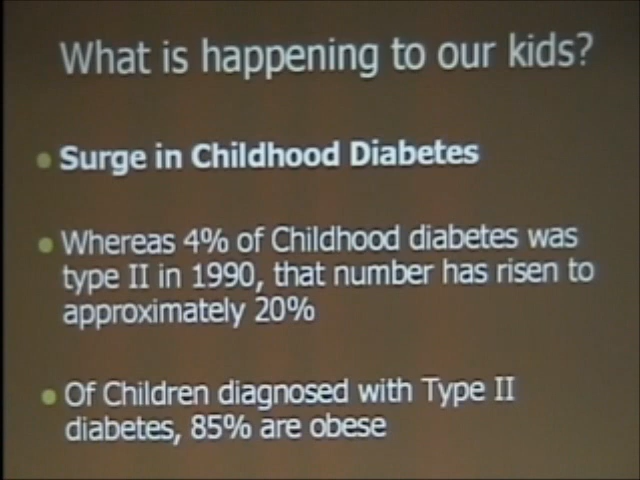 What is happening to our kids?
Surge in Childhood Diabetes
Whereas 4% of Childhood diabetes was
type II in 1990, that number has risen to
approximately 20%
Of Children diagnosed with Type II
diabetes, 85% are obese